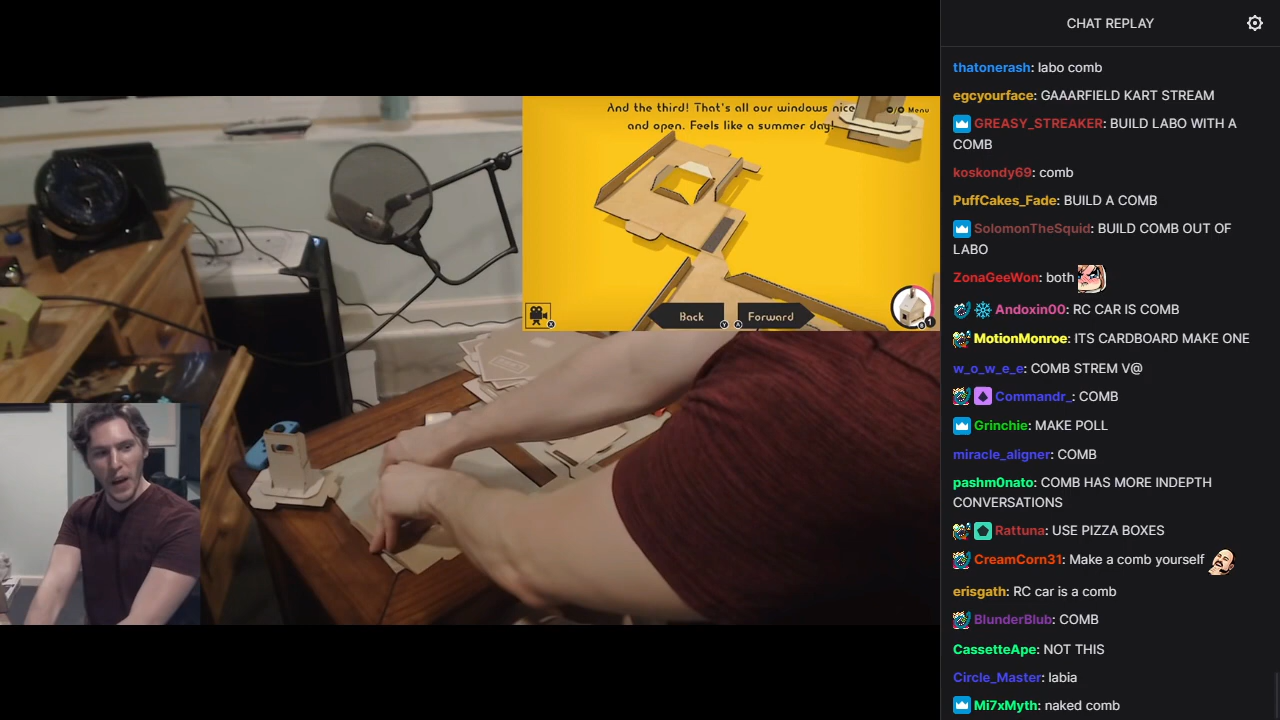 And the third! That's all our windows nice
and open. Feels like a summer day!
Menu
Back
Forward
CHAT REPLAY
thatonerash: labo comb
egcyourface: GAAARFIELD KART STREAM
GREASY_STREAKER: BUILD LABO WITH A
COMB
koskondy69: comb
PuffCakes_Fade: BUILD A COMB
SolomonTheSquid: BUILD COMB OUT OF
LABO
ZonaGeeWon: both
Andoxin00: RC CAR IS COMB
MotionMonroe: ITS CARDBOARD MAKE ONE
w_o_w_e_e: COMB STREM V@
Commandr_: COMB
Grinchie: MAKE POLL
miracle_aligner: COMB
pashm0nato: COMB HAS MORE INDEPTH
CONVERSATIONS
Rattuna: USE PIZZA BOXES
CreamCorn31: Make a comb yourself
erisgath: RC car is a comb
BlunderBlub: COMB
CassetteApe: NOT THIS
Circle_Master: labia
Mi7xMyth: naked comb